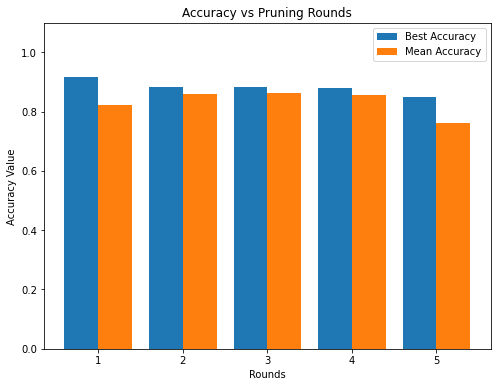 Accuracy vs Pruning Rounds
Best Accuracy
Mean Accuracy
Accuracy Value
1.0
0.8
0.6
0.4
0.2
0.0
1 2 3 4 5
Rounds